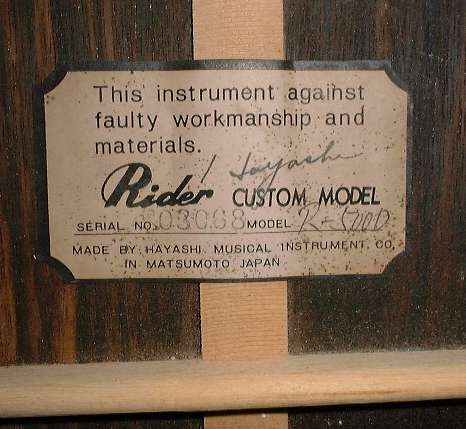 This instrument against
faulty workmanship and
materials.
Hayashi
Rider CUSTOM MODEL
SERIAL NO. 03068 MODEL R-500D
MADE BY HAYASHI MUSICAL INSTRUMENT CO.
IN MATSUMOTO JAPAN